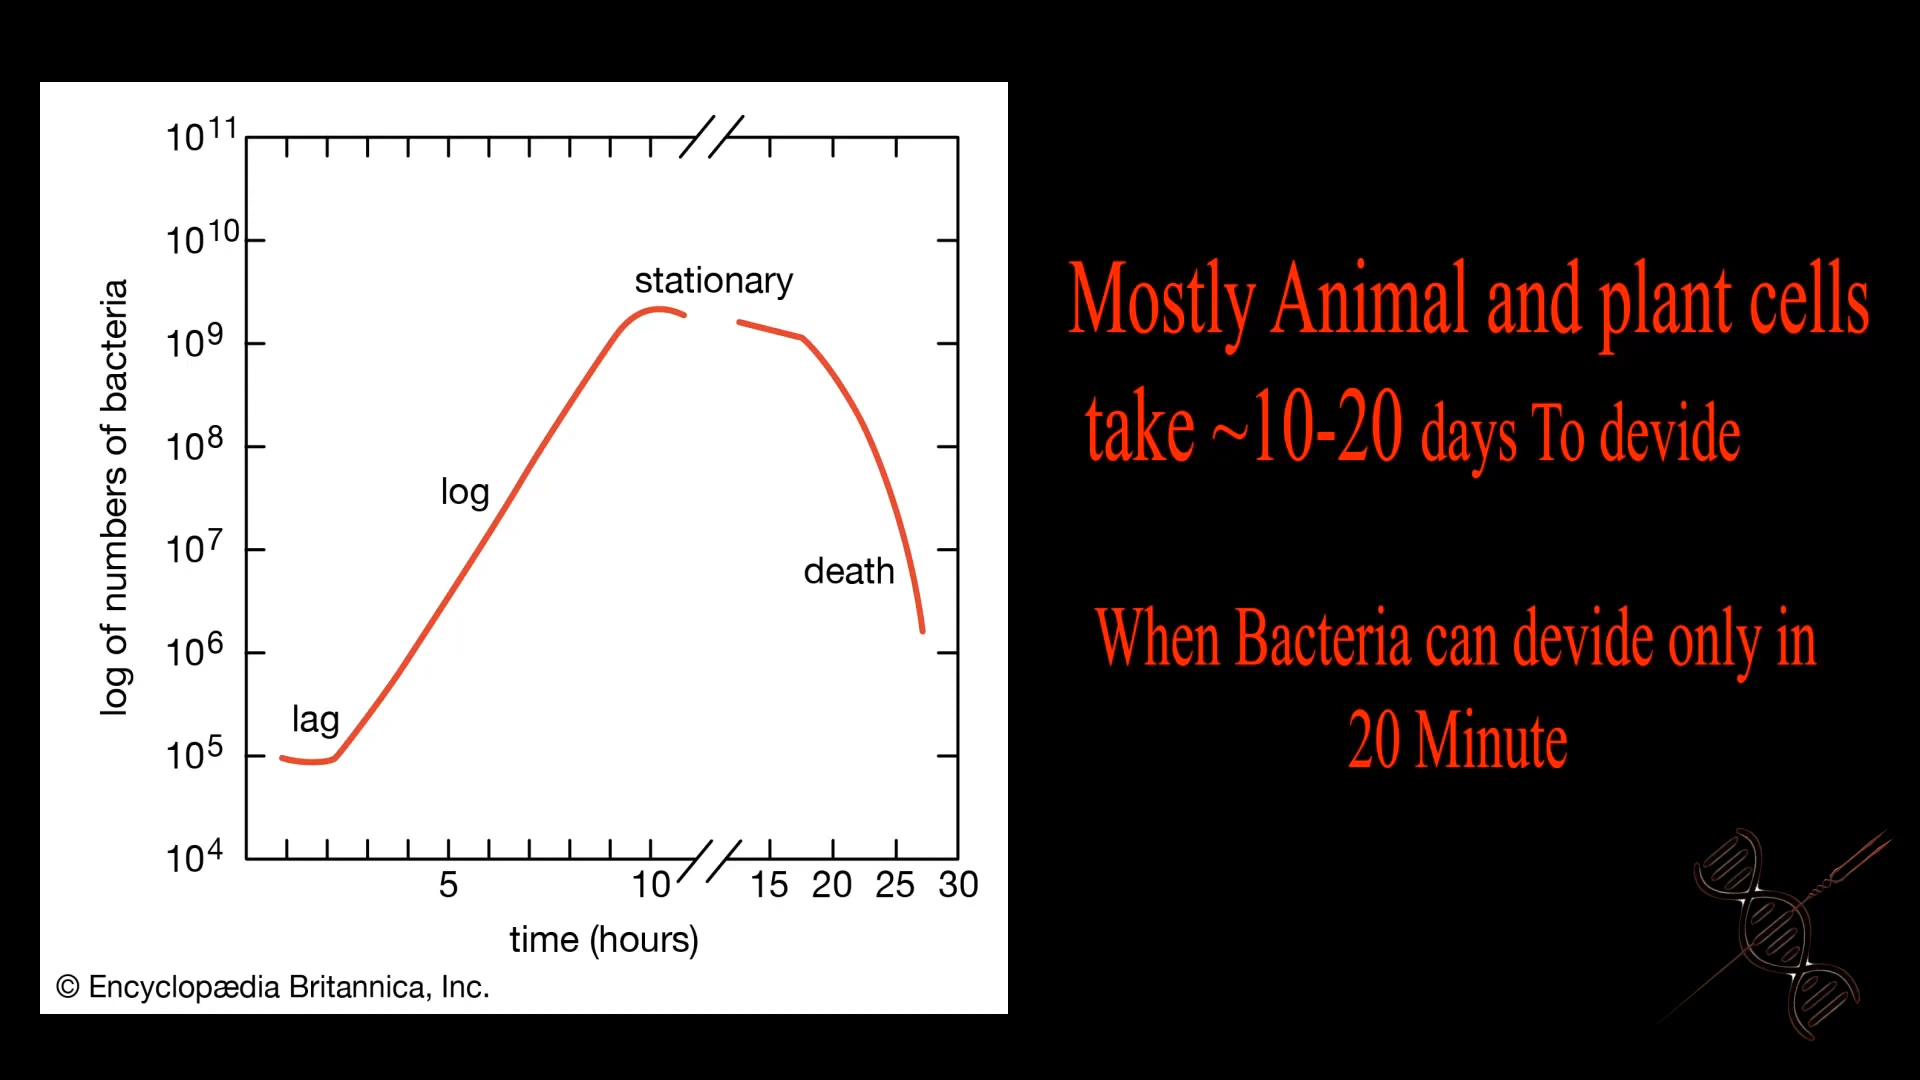 10¹¹
10¹⁰
10⁹
10⁸
10⁷
10⁶
10⁵
10⁴
log of numbers of bacteria
lag
log
stationary
death
5 10 15 20 25 30
time (hours)
© Encyclopædia Britannica, Inc.
Mostly Animal and plant cells
take ~10-20 days To devide
When Bacteria can devide only in
20 Minute